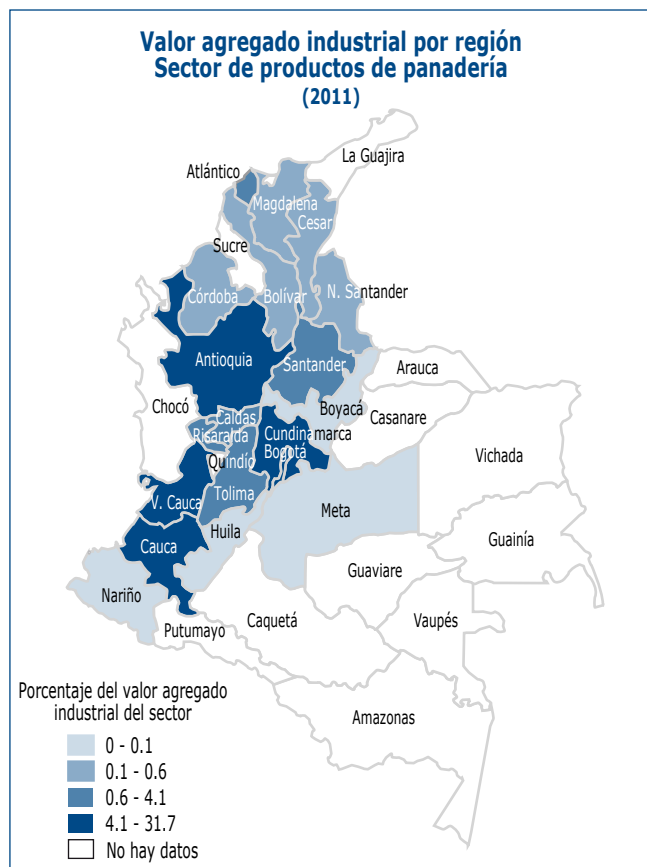 Valor agregado industrial por región
Sector de productos de panadería
(2011)
La Guajira
Atlántico
Magdalena
Cesar
Sucre
Córdoba
Bolívar
N. Santander
Antioquia
Santander
Arauca
Boyacá
Chocó
Casanare
Caldas
Cundinamarca
Risaralda
Bogotá
Quindío
Vichada
Tolima
V. Cauca
Meta
Huila
Cauca
Guainía
Guaviare
Nariño
Caquetá
Vaupés
Putumayo
Amazonas
Porcentaje del valor agregado
industrial del sector
0 - 0.1
0.1 - 0.6
0.6 - 4.1
4.1 - 31.7
No hay datos